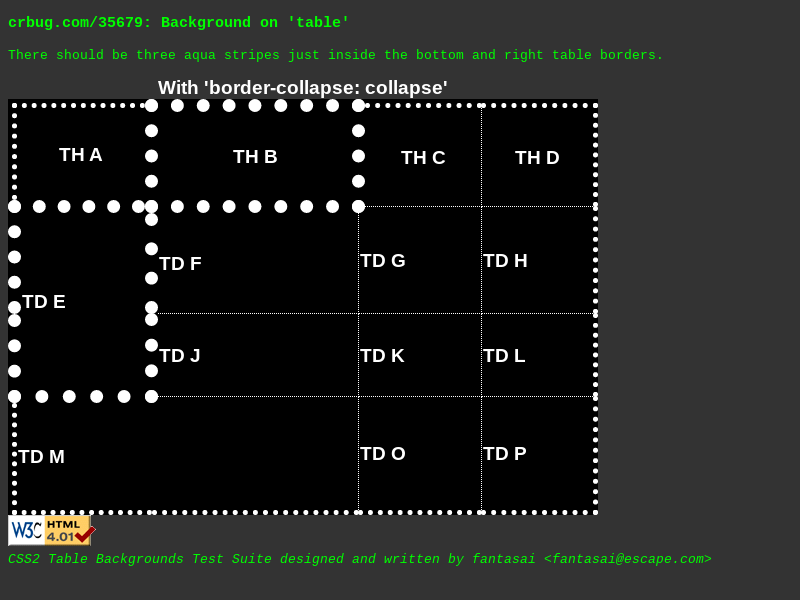 crbug.com/35679: Background on 'table'
There should be three aqua stripes just inside the bottom and right table borders.
With 'border-collapse: collapse'
TH A TH B TH C TH D
TD F TD G TD H
TD E
TD J TD K TD L
TD M TD O TD P
W3C HTML 4.01
CSS2 Table Backgrounds Test Suite designed and written by fantasai <fantasai@escape.com>